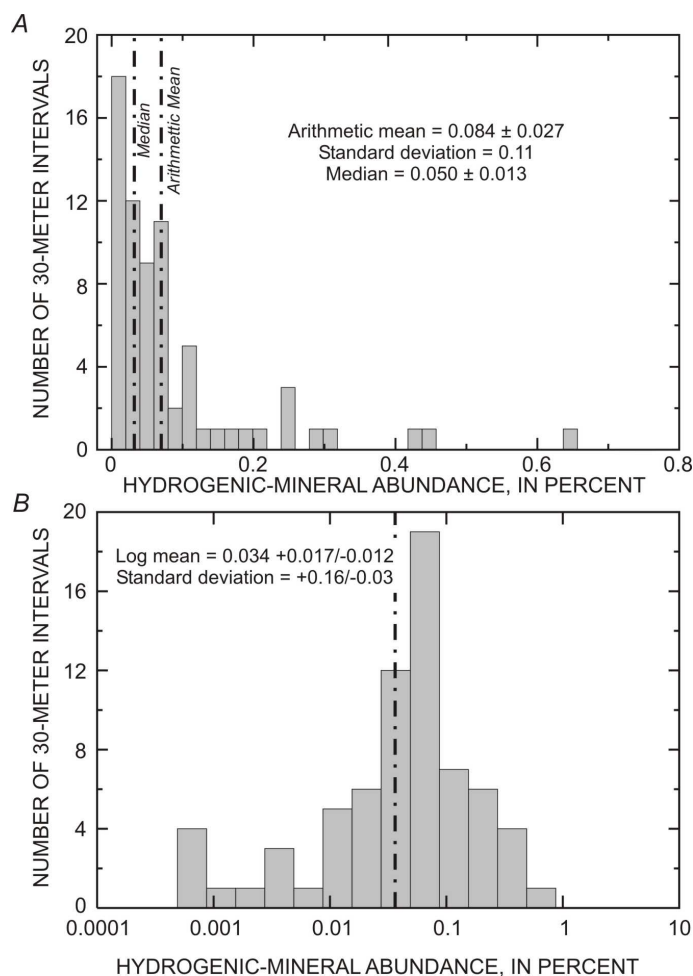 A
NUMBER OF 30-METER INTERVALS
20
16
12
8
4
0
Median
Arithmettic Mean
Arithmetic mean = 0.084 ± 0.027
Standard deviation = 0.11
Median = 0.050 ± 0.013
0 0.2 0.4 0.6 0.8
HYDROGENIC-MINERAL ABUNDANCE, IN PERCENT
B
NUMBER OF 30-METER INTERVALS
20
16
12
8
4
0
Log mean = 0.034 +0.017/-0.012
Standard deviation = +0.16/-0.03
0.0001 0.001 0.01 0.1 1 10
HYDROGENIC-MINERAL ABUNDANCE, IN PERCENT